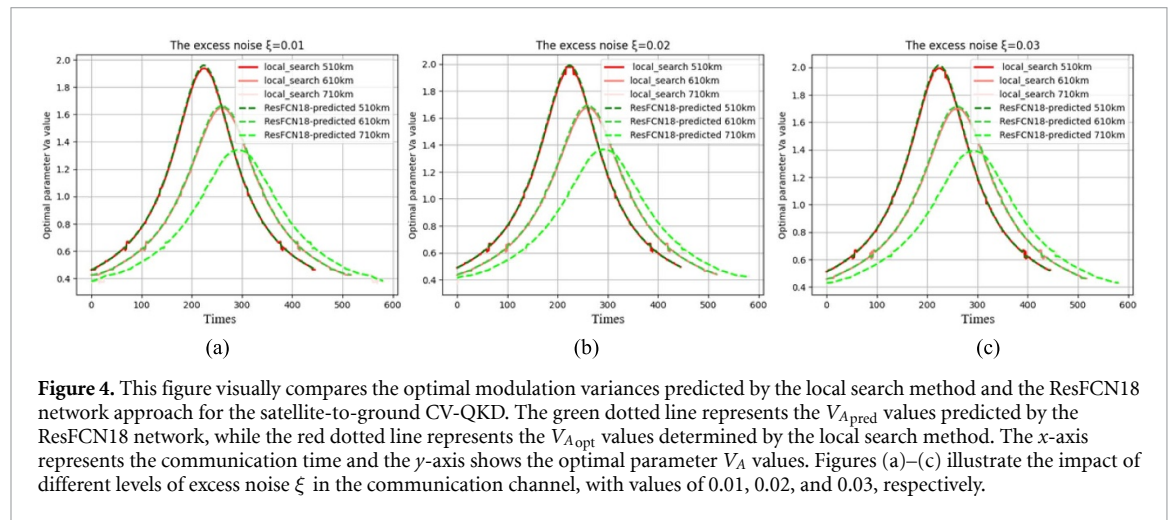 The excess noise ξ=0.01
Optimal parameter Va value
2.0
1.8
1.6
1.4
1.2
1.0
0.8
0.6
0.4
local_search 510km
local_search 610km
local_search 710km
ResFCN18-predicted 510km
ResFCN18-predicted 610km
ResFCN18-predicted 710km
0 100 200 300 400 500 600
Times
(a)
The excess noise ξ=0.02
Optimal parameter Va value
2.0
1.8
1.6
1.4
1.2
1.0
0.8
0.6
0.4
local_search 510km
local_search 610km
local_search 710km
ResFCN18-predicted 510km
ResFCN18-predicted 610km
ResFCN18-predicted 710km
0 100 200 300 400 500 600
Times
(b)
The excess noise ξ=0.03
Optimal parameter Va value
2.0
1.8
1.6
1.4
1.2
1.0
0.8
0.6
0.4
local_search 510km
local_search 610km
local_search 710km
ResFCN18-predicted 510km
ResFCN18-predicted 610km
ResFCN18-predicted 710km
0 100 200 300 400 500 600
Times
(c)
Figure 4. This figure visually compares the optimal modulation variances predicted by the local search method and the ResFCN18
network approach for the satellite-to-ground CV-QKD. The green dotted line represents the V_Apred values predicted by the
ResFCN18 network, while the red dotted line represents the V_Aopt values determined by the local search method. The x-axis
represents the communication time and the y-axis shows the optimal parameter V_A values. Figures (a)–(c) illustrate the impact of
different levels of excess noise ξ in the communication channel, with values of 0.01, 0.02, and 0.03, respectively.